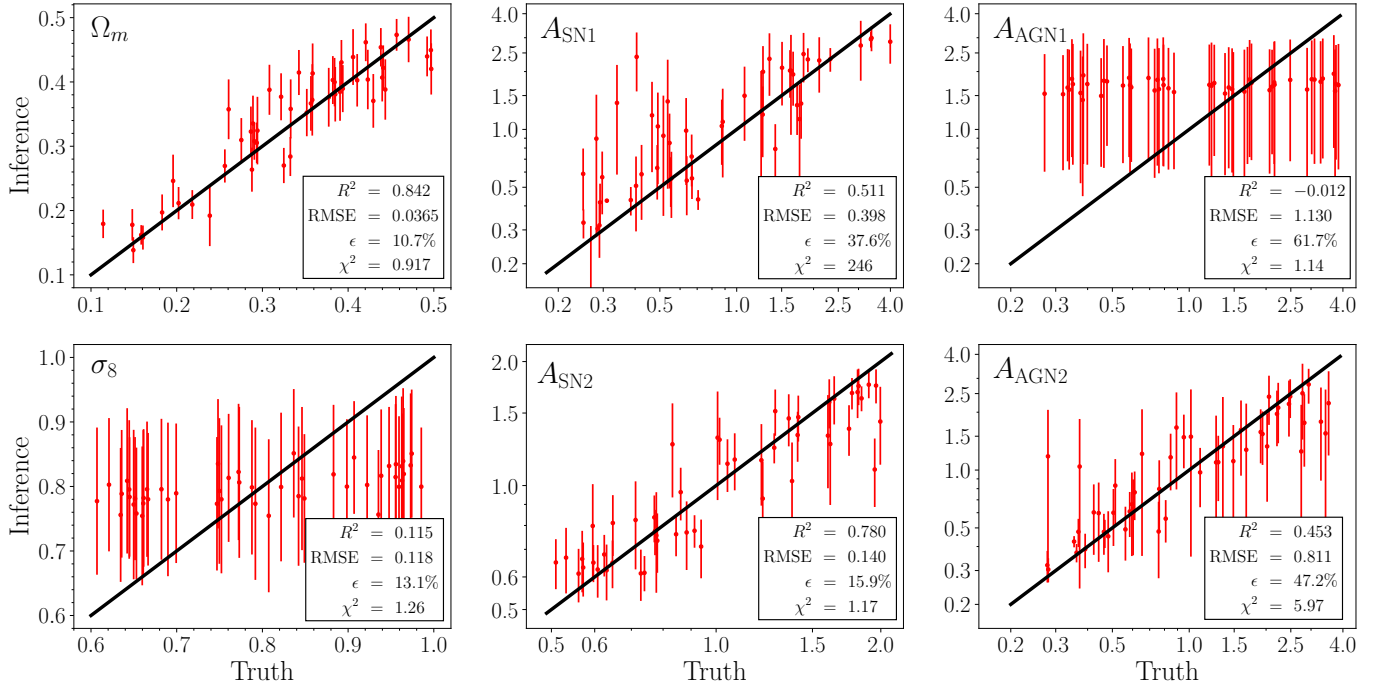 Ω_m
Inference
0.5
0.4
0.3
0.2
0.1
0.1 0.2 0.3 0.4 0.5
R² = 0.842
RMSE = 0.0365
ϵ = 10.7%
χ² = 0.917
A_SN1
4.0
2.5
1.5
1.0
0.5
0.3
0.2
0.2 0.3 0.5 1.0 1.5 2.5 4.0
R² = 0.511
RMSE = 0.398
ϵ = 37.6%
χ² = 246
A_AGN1
4.0
2.5
1.5
1.0
0.5
0.3
0.2
0.2 0.3 0.5 1.0 1.5 2.5 4.0
R² = −0.012
RMSE = 1.130
ϵ = 61.7%
χ² = 1.14
σ_8
Inference
1.0
0.9
0.8
0.7
0.6
0.6 0.7 0.8 0.9 1.0
Truth
R² = 0.115
RMSE = 0.118
ϵ = 13.1%
χ² = 1.26
A_SN2
2.0
1.5
1.0
0.6
0.5
0.5 0.6 1.0 1.5 2.0
Truth
R² = 0.780
RMSE = 0.140
ϵ = 15.9%
χ² = 1.17
A_AGN2
4.0
2.5
1.5
1.0
0.5
0.3
0.2
0.2 0.3 0.5 1.0 1.5 2.5 4.0
Truth
R² = 0.453
RMSE = 0.811
ϵ = 47.2%
χ² = 5.97